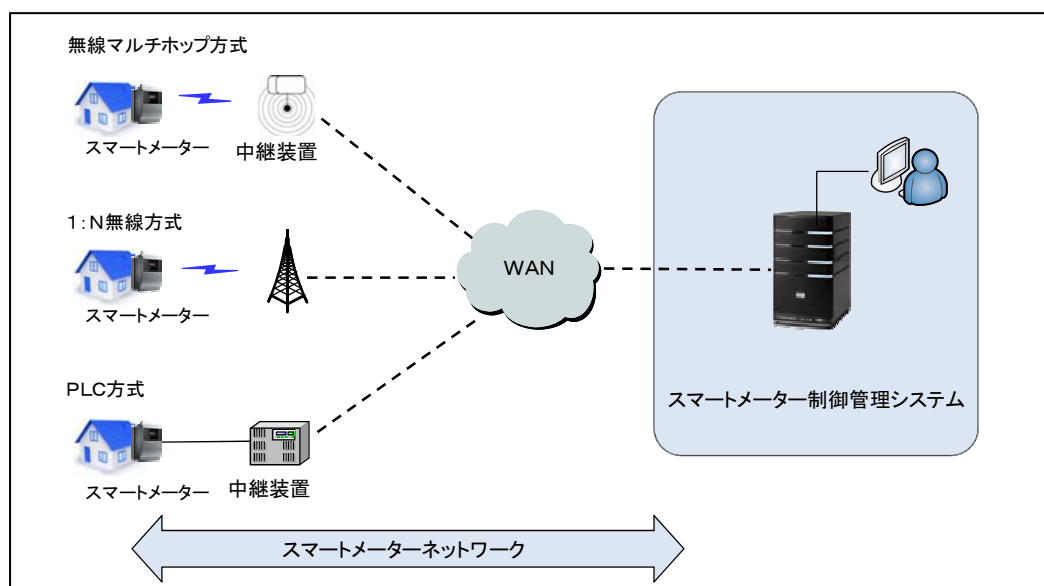 無線マルチホップ方式
スマートメーター
中継装置
1:N無線方式
スマートメーター
WAN
PLC方式
スマートメーター
中継装置
スマートメーター制御管理システム
スマートメーターネットワーク